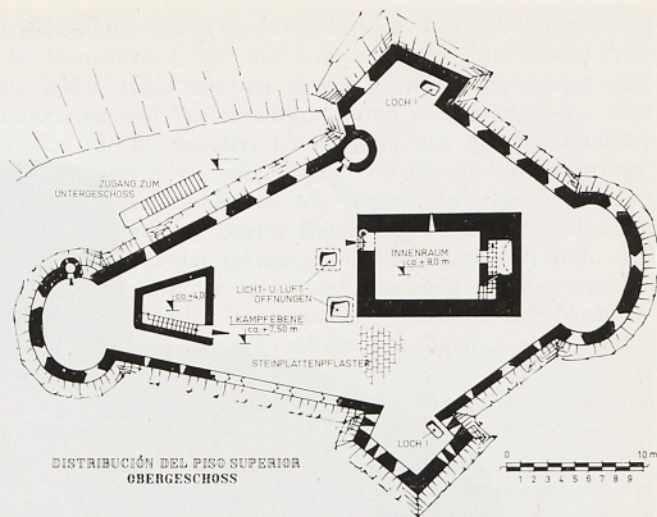 LOCH !
ZUGANG ZUM
UNTERGESCHOSS
INNENRAUM
ca. + 8,0 m
LICHT- U. LUFT-
ÖFFNUNGEN
ca. +4,0
1. KAMPFEBENE
ca. + 7,50 m
STEINPLATTENPFLASTER
LOCH !
DISTRIBUCIÓN DEL PISO SUPERIOR
OBERGESCHOSS
0 10 m
1 2 3 4 5 6 7 8 9